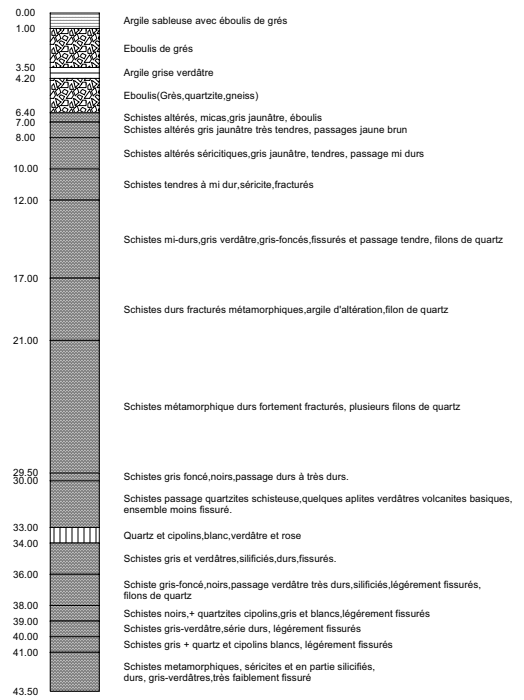 0.00
Argile sableuse avec éboulis de grés
1.00
Eboulis de grés
3.50
Argile grise verdâtre
4.20
Eboulis(Grès,quartzite,gneiss)
6.40
Schistes altérés, micas,gris jaunâtre, éboulis
7.00
Schistes altérés gris jaunâtre très tendres, passages jaune brun
8.00
Schistes altérés séricitiques,gris jaunâtre, tendres, passage mi durs
10.00
Schistes tendres à mi dur,séricite,fracturés
12.00
Schistes mi-durs,gris verdâtre,gris-foncés,fissurés et passage tendre, filons de quartz
17.00
Schistes durs fracturés métamorphiques,argile d'altération,filon de quartz
21.00
Schistes métamorphique durs fortement fracturés, plusieurs filons de quartz
29.50
Schistes gris foncé,noirs,passage durs à très durs.
30.00
Schistes passage quartzites schisteuse,quelques aplites verdâtres volcanites basiques,
ensemble moins fissuré.
33.00
Quartz et cipolins,blanc,verdâtre et rose
34.00
Schistes gris et verdâtres,silificiés,durs,fissurés.
36.00
Schiste gris-foncé,noirs,passage verdâtre très durs,silificiés,légérement fissurés,
filons de quartz
38.00
Schistes noirs,+ quartzites cipolins,gris et blancs,légérement fissurés
39.00
Schistes gris-verdâtre,série durs, légérement fissurés
40.00
Schistes gris + quartz et cipolins blancs, légérement fissurés
41.00
Schistes metamorphiques, séricites et en partie silicifiés,
durs, gris-verdâtres,très faiblement fissuré
43.50